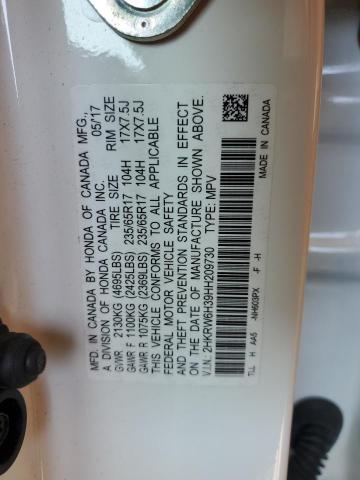 MFD. IN CANADA BY HONDA OF CANADA MFG., 05/17
A DIVISION OF HONDA CANADA INC.
TIRE SIZE RIM SIZE
GVWR 2130KG (4695LBS)
GAWR F 1100KG (2425LBS) 235/65R17 104H 17X7.5J
GAWR R 1075KG (2369LBS) 235/65R17 104H 17X7.5J
THIS VEHICLE CONFORMS TO ALL APPLICABLE
FEDERAL MOTOR VEHICLE SAFETY
AND THEFT PREVENTION STANDARDS IN EFFECT
ON THE DATE OF MANUFACTURE SHOWN ABOVE.
V.I.N.: 2HKRW6H39HH209730 TYPE: MPV
TLL H AA5 -NH603PX -F -H
MADE IN CANADA